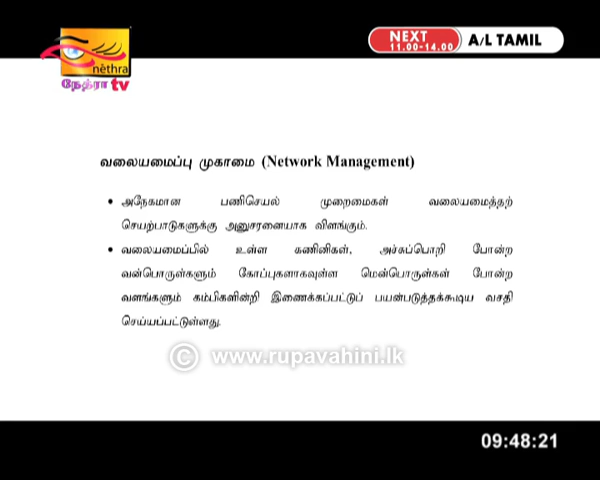 NEXT
11.00-14.00
A/L TAMIL
nethra
நேத்ரா tv
வலையமைப்பு முகாமை (Network Management)
• அநேகமான பணிசெயல் முறைமைகள் வலையமைத்தற்
செயற்பாடுகளுக்கு அனுசரனையாக விளங்கும்.
• வலையமைப்பில் உள்ள கணினிகள், அச்சுப்பொறி போன்ற
வன்பொருள்களும் கோப்புகளாகவுள்ள மென்பொருள்கள் போன்ற
வளங்களும் கம்பிகளின்றி இணைக்கப்பட்டுப் பயன்படுத்தக்கூடிய வசதி
செய்யப்பட்டுள்ளது.
© www.rupavahini.lk
09:48:21